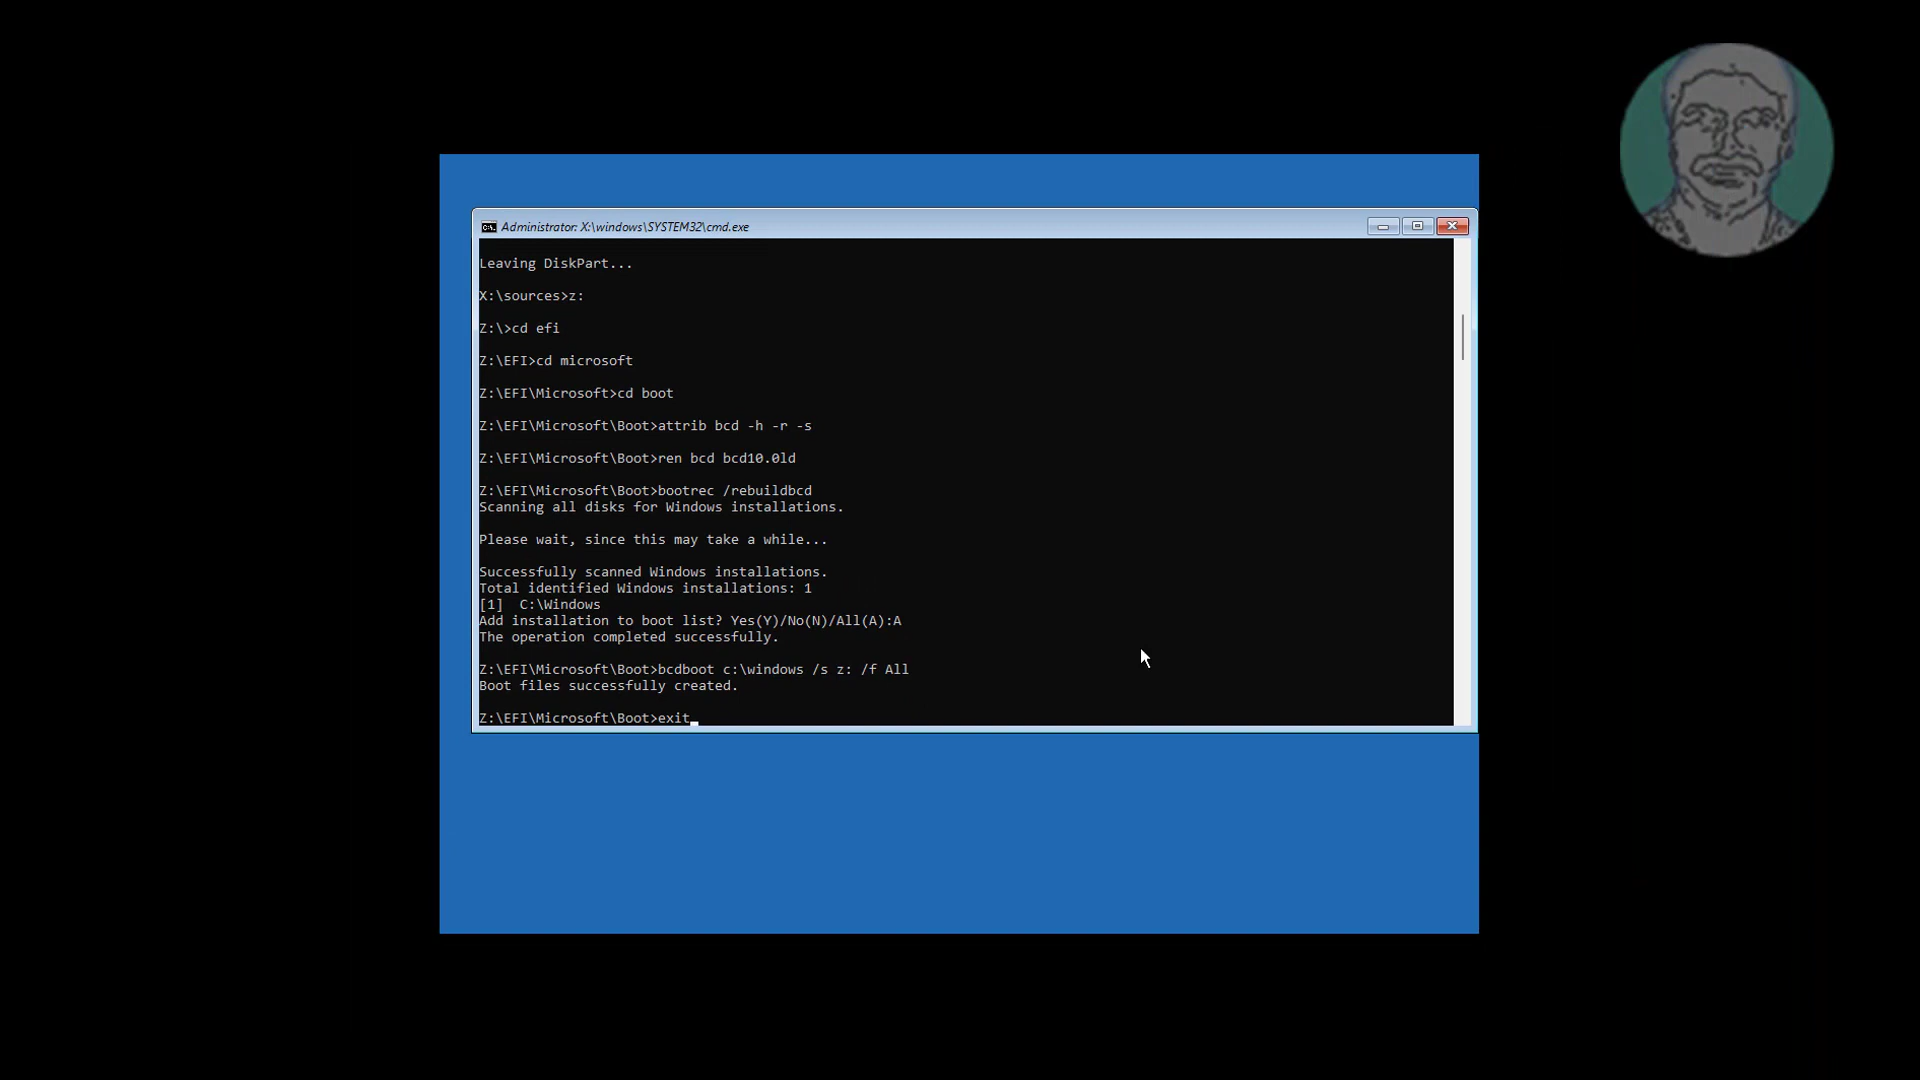 Administrator: X:\windows\SYSTEM32\cmd.exe
Leaving DiskPart...
X:\sources>z:
Z:\>cd efi
Z:\EFI>cd microsoft
Z:\EFI\Microsoft>cd boot
Z:\EFI\Microsoft\Boot>attrib bcd -h -r -s
Z:\EFI\Microsoft\Boot>ren bcd bcd10.0ld
Z:\EFI\Microsoft\Boot>bootrec /rebuildbcd
Scanning all disks for Windows installations.
Please wait, since this may take a while...
Successfully scanned Windows installations.
Total identified Windows installations: 1
[1]  C:\Windows
Add installation to boot list? Yes(Y)/No(N)/All(A):A
The operation completed successfully.
Z:\EFI\Microsoft\Boot>bcdboot c:\windows /s z: /f All
Boot files successfully created.
Z:\EFI\Microsoft\Boot>exit